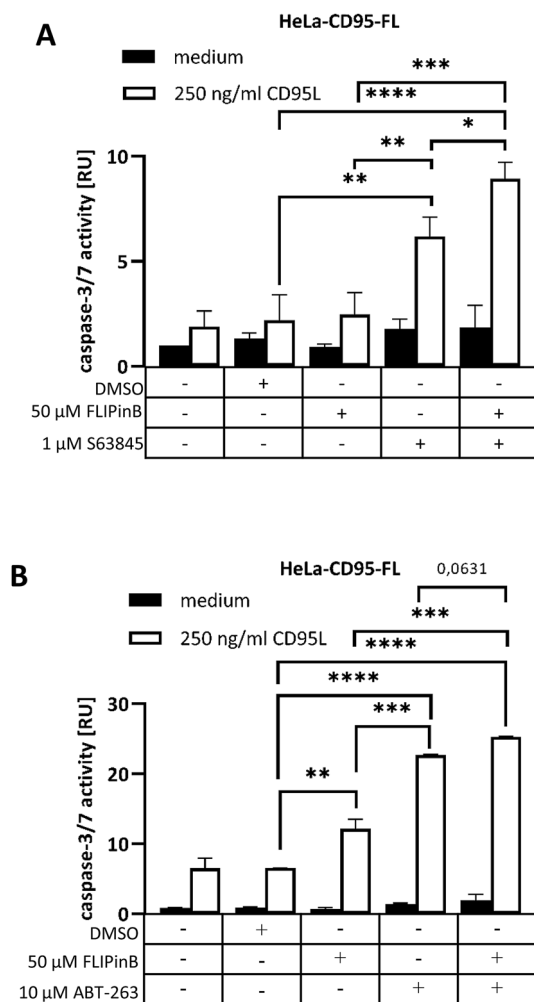 A
HeLa-CD95-FL
medium
250 ng/ml CD95L
***
****
*
**
**
caspase-3/7 activity [RU]
10
5
0
DMSO - + - - -
50 µM FLIPinB - - + - +
1 µM S63845 - - - + +
B
HeLa-CD95-FL
0,0631
medium
250 ng/ml CD95L
***
****
****
***
**
caspase-3/7 activity [RU]
30
20
10
0
DMSO - + - - -
50 µM FLIPinB - - + - +
10 µM ABT-263 - - - + +